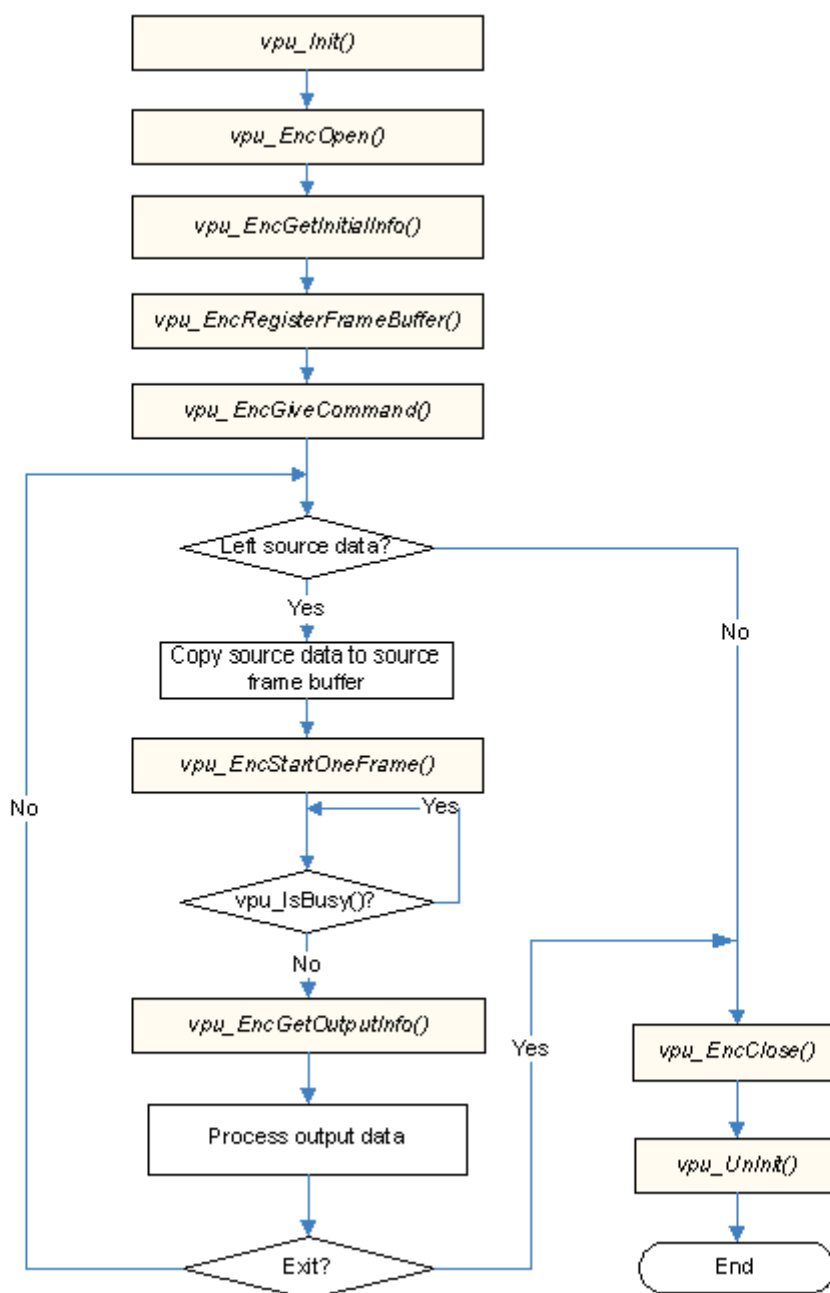 vpu_Init()
vpu_EncOpen()
vpu_EncGetInitialInfo()
vpu_EncRegisterFrameBuffer()
vpu_EncGiveCommand()
Left source data?
Yes
No
Copy source data to source
frame buffer
vpu_EncStartOneFrame()
No
Yes
vpu_IsBusy()?
No
vpu_EncGetOutputInfo()
Yes
vpu_EncClose()
Process output data
vpu_UnInit()
Exit?
End